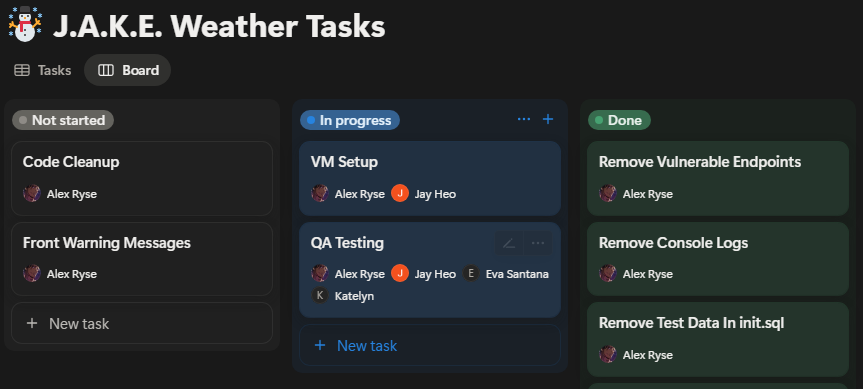 J.A.K.E. Weather Tasks
Tasks
Board
Not started
Code Cleanup
Alex Ryse
Front Warning Messages
Alex Ryse
+ New task
In progress
VM Setup
Alex Ryse
J Jay Heo
QA Testing
Alex Ryse
J Jay Heo
E Eva Santana
K Katelyn
+ New task
Done
Remove Vulnerable Endpoints
Alex Ryse
Remove Console Logs
Alex Ryse
Remove Test Data In init.sql
Alex Ryse